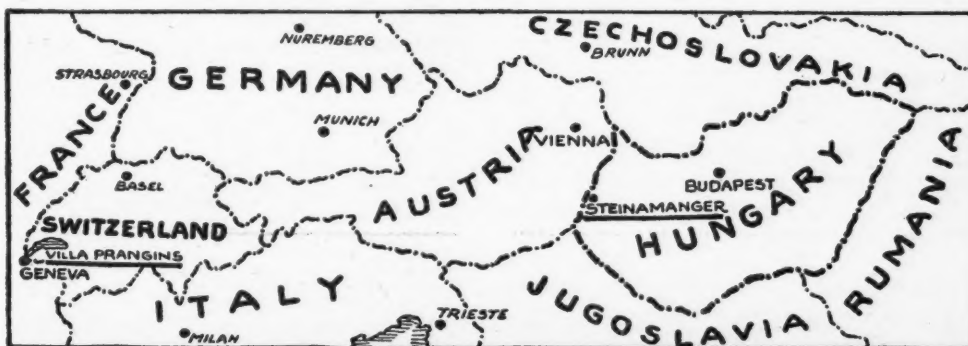 CZECHOSLOVAKIA
NUREMBERG
BRUNN
STRASBOURG
GERMANY
MUNICH
VIENNA
FRANCE
BASEL
AUSTRIA
BUDAPEST
STEINAMANGER
SWITZERLAND
HUNGARY
RUMANIA
VILLA PRANGINS
GENEVA
ITALY
JUGOSLAVIA
TRIESTE
MILAN